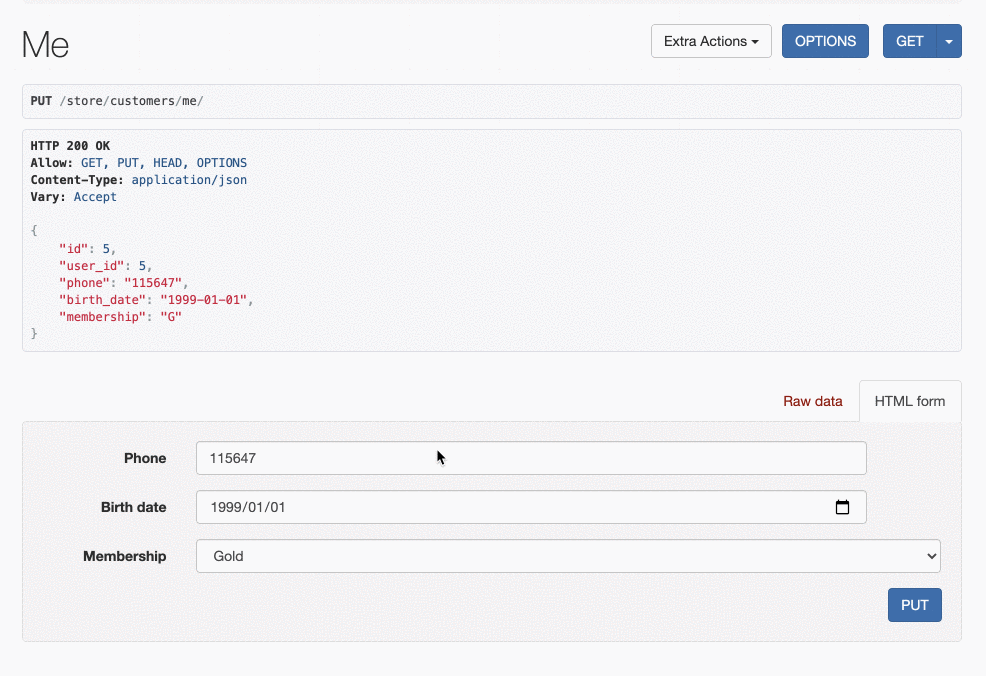 Me
Extra Actions
OPTIONS
GET
PUT /store/customers/me/
HTTP 200 OK
Allow: GET, PUT, HEAD, OPTIONS
Content-Type: application/json
Vary: Accept
{
    "id": 5,
    "user_id": 5,
    "phone": "115647",
    "birth_date": "1999-01-01",
    "membership": "G"
}
Raw data
HTML form
Phone 115647
Birth date 1999/01/01
Membership Gold
PUT